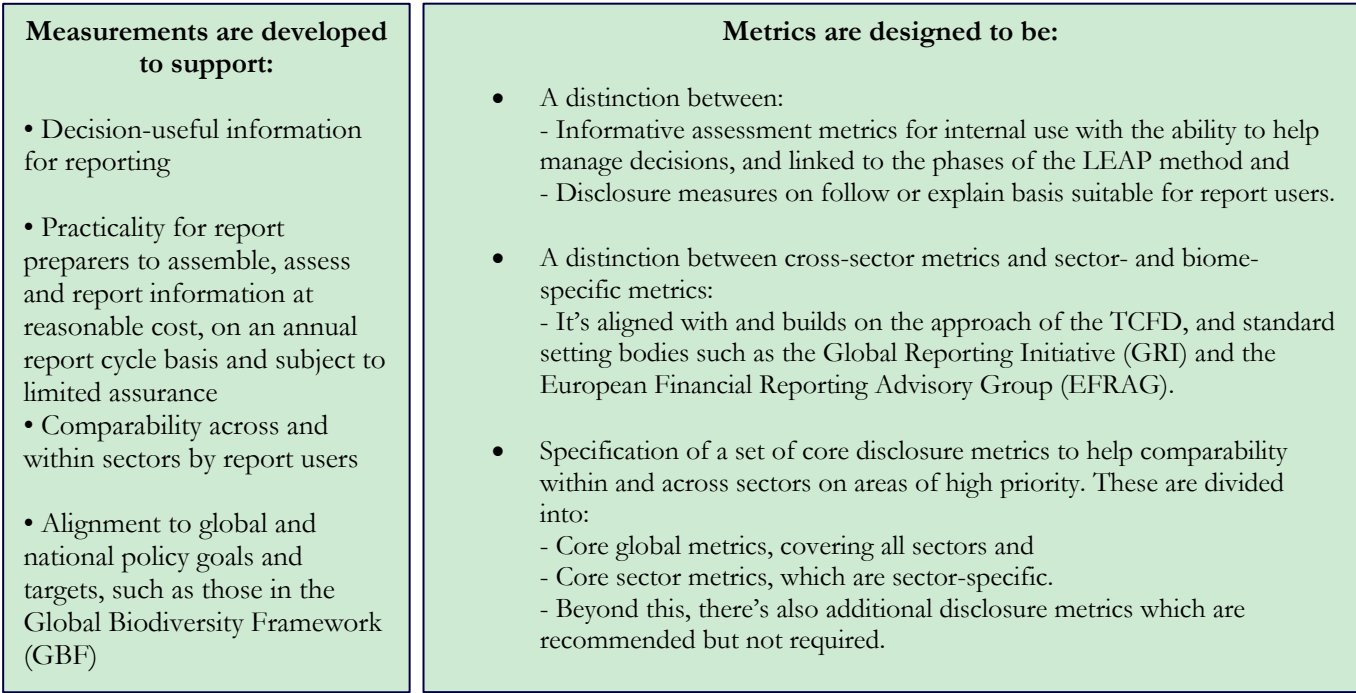 Measurements are developed
to support:
• Decision-useful information
for reporting
• Practicality for report
preparers to assemble, assess
and report information at
reasonable cost, on an annual
report cycle basis and subject to
limited assurance
• Comparability across and
within sectors by report users
• Alignment to global and
national policy goals and
targets, such as those in the
Global Biodiversity Framework
(GBF)
Metrics are designed to be:
• A distinction between:
- Informative assessment metrics for internal use with the ability to help
manage decisions, and linked to the phases of the LEAP method and
- Disclosure measures on follow or explain basis suitable for report users.
• A distinction between cross-sector metrics and sector- and biome-
specific metrics:
- It’s aligned with and builds on the approach of the TCFD, and standard
setting bodies such as the Global Reporting Initiative (GRI) and the
European Financial Reporting Advisory Group (EFRAG).
• Specification of a set of core disclosure metrics to help comparability
within and across sectors on areas of high priority. These are divided
into:
- Core global metrics, covering all sectors and
- Core sector metrics, which are sector-specific.
- Beyond this, there’s also additional disclosure metrics which are
recommended but not required.